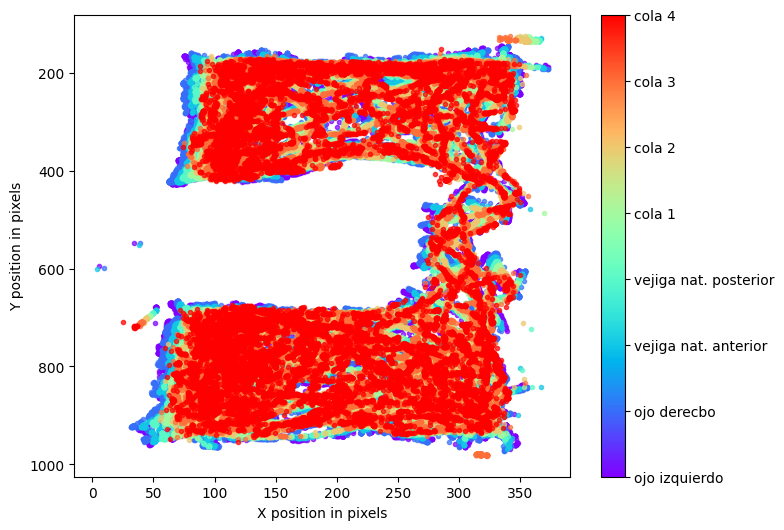 200
400
600
800
1000
Y position in pixels
0
50
100
150
200
250
300
350
X position in pixels
cola 4
cola 3
cola 2
cola 1
vejiga nat. posterior
vejiga nat. anterior
ojo derecbo
ojo izquierdo